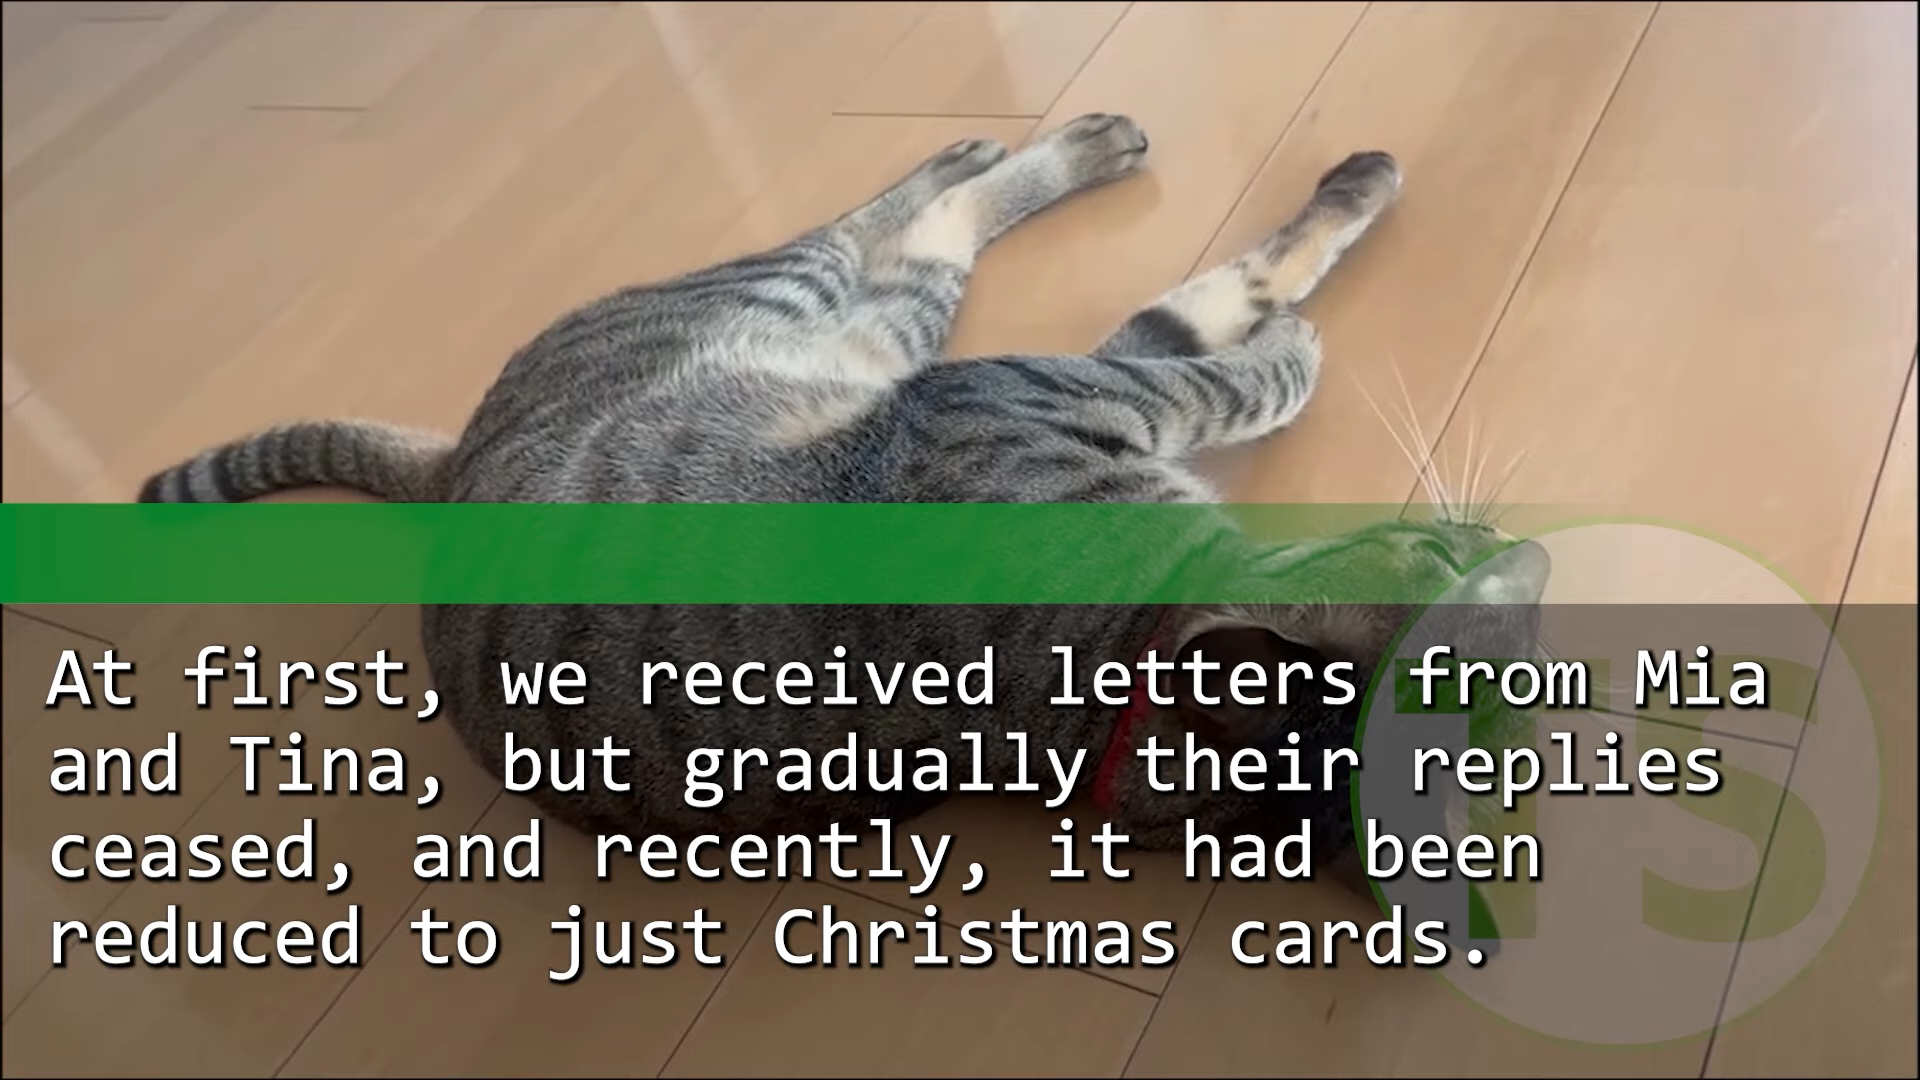 At first, we received letters from Mia
and Tina, but gradually their replies
ceased, and recently, it had been
reduced to just Christmas cards.
TS